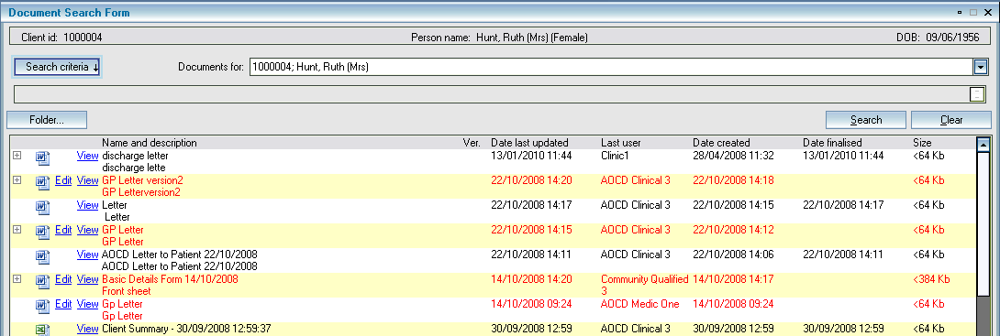 Document Search Form
Client id: 1000004 Person name: Hunt, Ruth (Mrs) (Female) DOB: 09/06/1956
Search criteria ↓ Documents for: 1000004; Hunt, Ruth (Mrs)
Folder... Search Clear
Name and description Ver. Date last updated Last user Date created Date finalised Size
View discharge letter 13/01/2010 11:44 Clinic1 28/04/2008 11:32 13/01/2010 11:44 <64 Kb
discharge lette
Edit View GP Letter version2 22/10/2008 14:20 AOCD Clinical 3 22/10/2008 14:18 <64 Kb
GP Letterversion2
View Letter 22/10/2008 14:17 AOCD Clinical 3 22/10/2008 14:15 22/10/2008 14:17 <64 Kb
Letter
Edit View GP Letter 22/10/2008 14:15 AOCD Clinical 3 22/10/2008 14:12 <64 Kb
GP Letter
View AOCD Letter to Patient 22/10/2008 22/10/2008 14:11 AOCD Clinical 3 22/10/2008 14:06 22/10/2008 14:11 <64 Kb
AOCD Letter to Patient 22/10/2008
Edit View Basic Details Form 14/10/2008 14/10/2008 14:20 Community Qualified 14/10/2008 14:17 <384 Kb
Front sheet 3
Edit View Gp Letter 14/10/2008 09:24 AOCD Medic One 14/10/2008 09:24 <64 Kb
Gp Letter
View Client Summary - 30/09/2008 12:59:37 30/09/2008 12:59 AOCD Clinical 3 30/09/2008 12:59 30/09/2008 12:59 <64 Kb